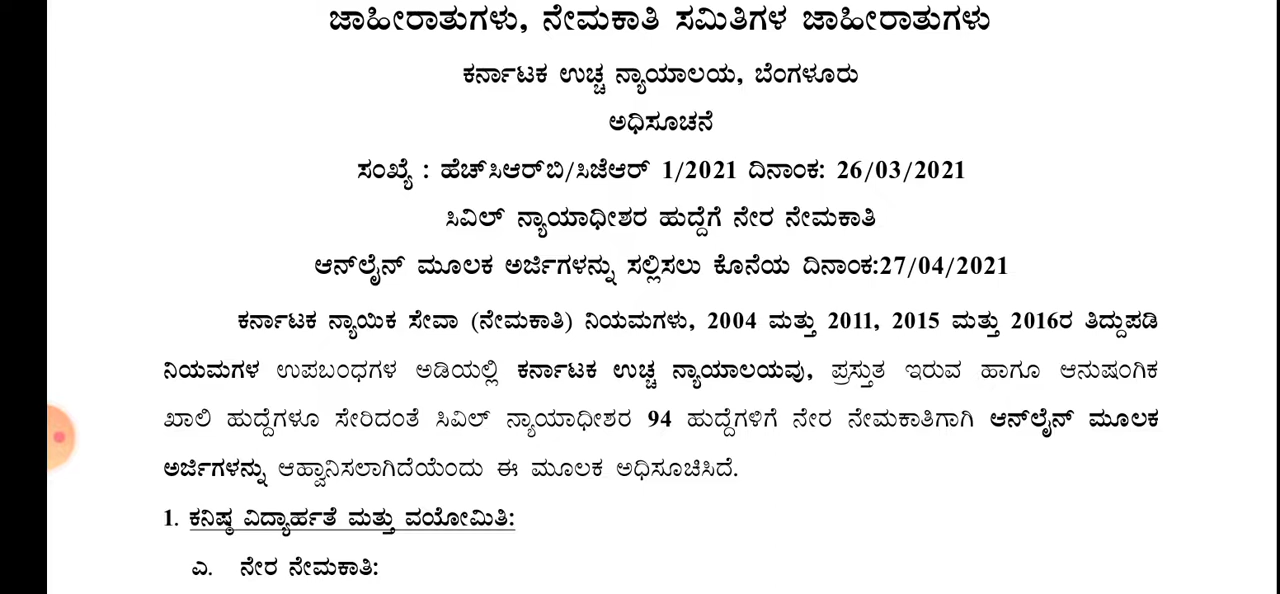 ಜಾಹೀರಾತುಗಳು, ನೇಮಕಾತಿ ಸಮಿತಿಗಳ ಜಾಹೀರಾತುಗಳು
ಕರ್ನಾಟಕ ಉಚ್ಚ ನ್ಯಾಯಾಲಯ, ಬೆಂಗಳೂರು
ಅಧಿಸೂಚನೆ
ಸಂಖ್ಯೆ : ಹೆಚ್‌ಸಿಆರ್‌ಬಿ/ಸಿಜೆಆರ್ 1/2021 ದಿನಾಂಕ: 26/03/2021
ಸಿವಿಲ್ ನ್ಯಾಯಾಧೀಶರ ಹುದ್ದೆಗೆ ನೇರ ನೇಮಕಾತಿ
ಆನ್‌ಲೈನ್ ಮೂಲಕ ಅರ್ಜಿಗಳನ್ನು ಸಲ್ಲಿಸಲು ಕೊನೆಯ ದಿನಾಂಕ:27/04/2021
ಕರ್ನಾಟಕ ನ್ಯಾಯಿಕ ಸೇವಾ (ನೇಮಕಾತಿ) ನಿಯಮಗಳು, 2004 ಮತ್ತು 2011, 2015 ಮತ್ತು 2016ರ ತಿದ್ದುಪಡಿ
ನಿಯಮಗಳ ಉಪಬಂಧಗಳ ಅಡಿಯಲ್ಲಿ ಕರ್ನಾಟಕ ಉಚ್ಚ ನ್ಯಾಯಾಲಯವು, ಪ್ರಸ್ತುತ ಇರುವ ಹಾಗೂ ಆನುಷಂಗಿಕ
ಖಾಲಿ ಹುದ್ದೆಗಳೂ ಸೇರಿದಂತೆ ಸಿವಿಲ್ ನ್ಯಾಯಾಧೀಶರ 94 ಹುದ್ದೆಗಳಿಗೆ ನೇರ ನೇಮಕಾತಿಗಾಗಿ ಆನ್‌ಲೈನ್ ಮೂಲಕ
ಅರ್ಜಿಗಳನ್ನು ಆಹ್ವಾನಿಸಲಾಗಿದೆಯೆಂದು ಈ ಮೂಲಕ ಅಧಿಸೂಚಿಸಿದೆ.
1. ಕನಿಷ್ಠ ವಿದ್ಯಾರ್ಹತೆ ಮತ್ತು ವಯೋಮಿತಿ:
ಎ. ನೇರ ನೇಮಕಾತಿ: